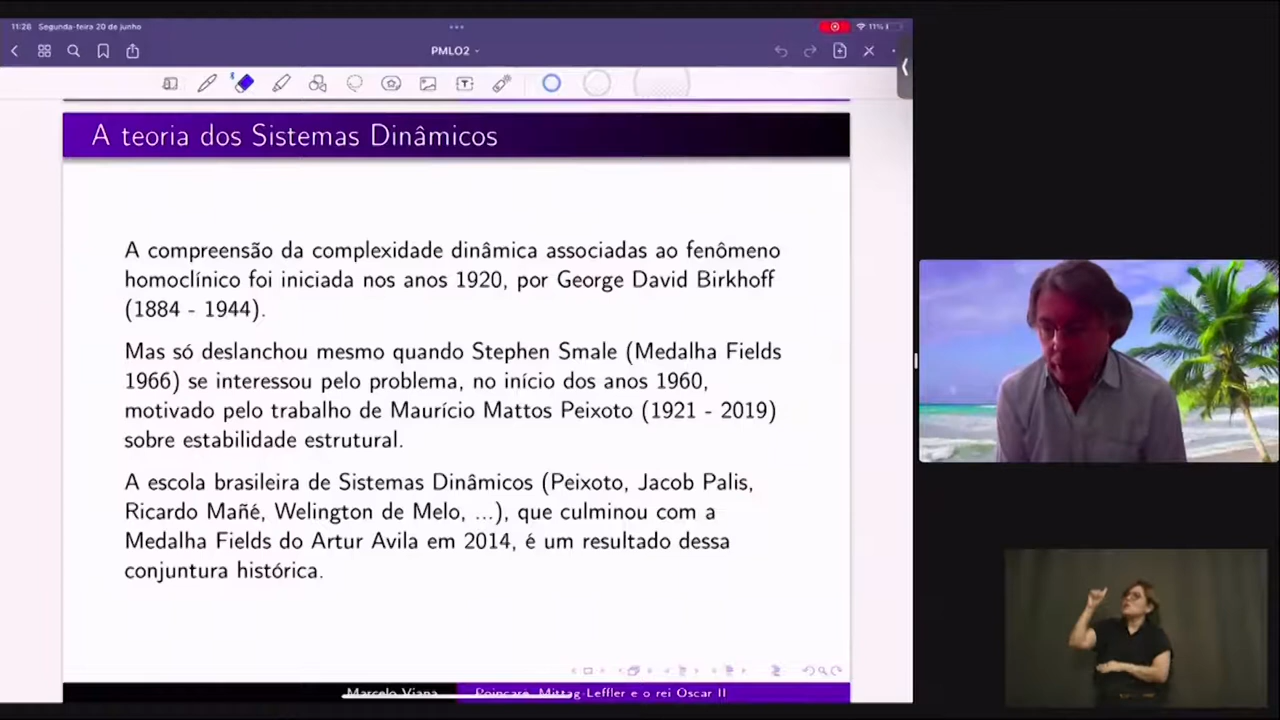 11:26 Segunda-feira 20 de junho
11%
PMLO2
A teoria dos Sistemas Dinâmicos
A compreensão da complexidade dinâmica associadas ao fenômeno
homoclínico foi iniciada nos anos 1920, por George David Birkhoff
(1884 - 1944).
Mas só deslanchou mesmo quando Stephen Smale (Medalha Fields
1966) se interessou pelo problema, no início dos anos 1960,
motivado pelo trabalho de Maurício Mattos Peixoto (1921 - 2019)
sobre estabilidade estrutural.
A escola brasileira de Sistemas Dinâmicos (Peixoto, Jacob Palis,
Ricardo Mañé, Welington de Melo, ...), que culminou com a
Medalha Fields do Artur Avila em 2014, é um resultado dessa
conjuntura histórica.
Marcelo Viana Poincaré, Mittag-Leffler e o rei Oscar II